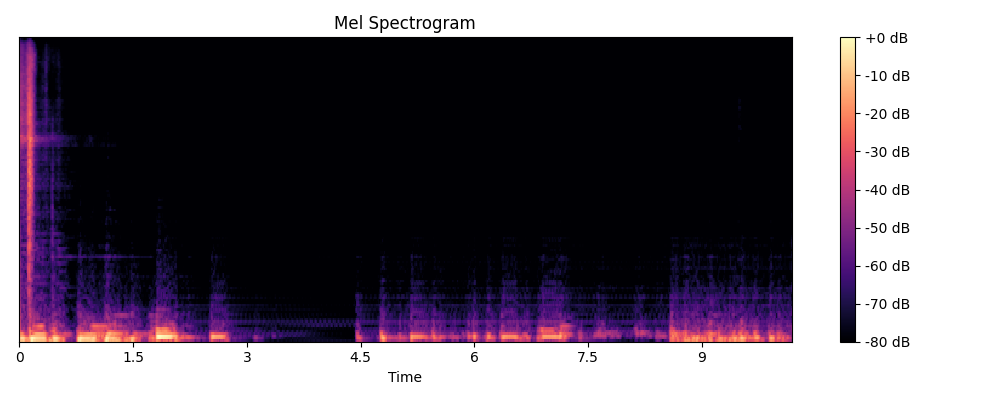 Mel Spectrogram
+0 dB
-10 dB
-20 dB
-30 dB
-40 dB
-50 dB
-60 dB
-70 dB
-80 dB
0 1.5 3 4.5 6 7.5 9
Time